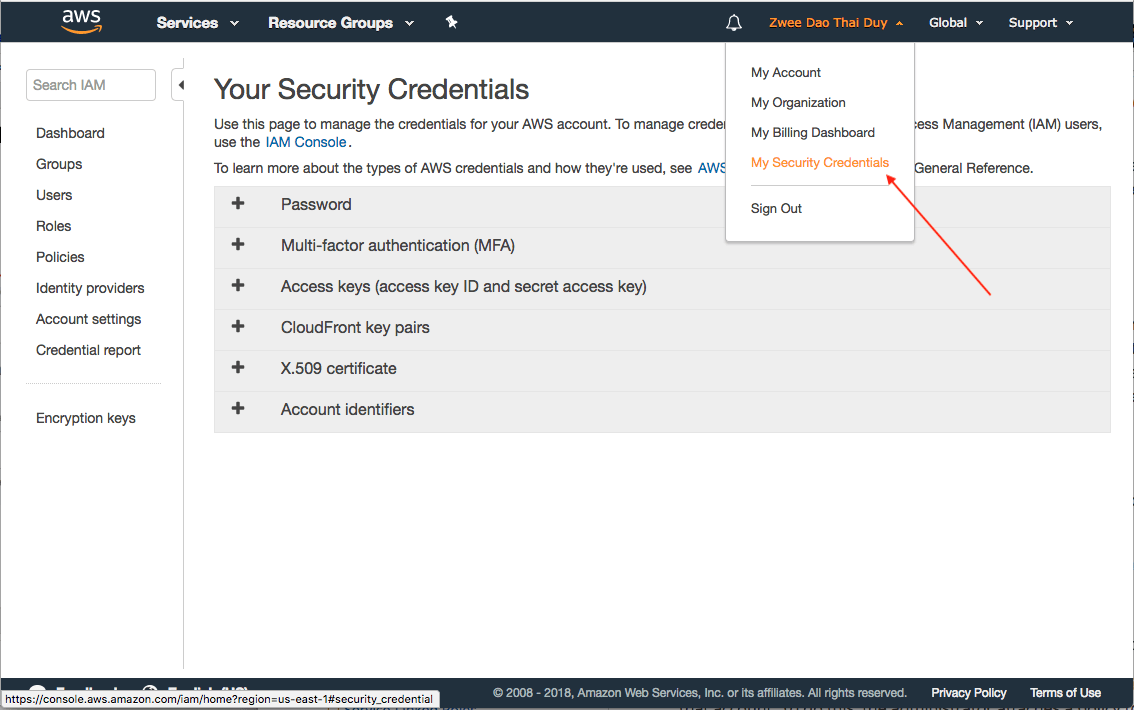 aws Services Resource Groups Zwee Dao Thai Duy Global Support
My Account
My Organization
My Billing Dashboard
My Security Credentials
Sign Out
Search IAM
Dashboard
Groups
Users
Roles
Policies
Identity providers
Account settings
Credential report
Encryption keys
Your Security Credentials
Use this page to manage the credentials for your AWS account. To manage creden cess Management (IAM) users,
use the IAM Console.
To learn more about the types of AWS credentials and how they're used, see AWS General Reference.
Password
Multi-factor authentication (MFA)
Access keys (access key ID and secret access key)
CloudFront key pairs
X.509 certificate
Account identifiers
https://console.aws.amazon.com/iam/home?region=us-east-1#security_credential
© 2008 - 2018, Amazon Web Services, Inc. or its affiliates. All rights reserved. Privacy Policy Terms of Use